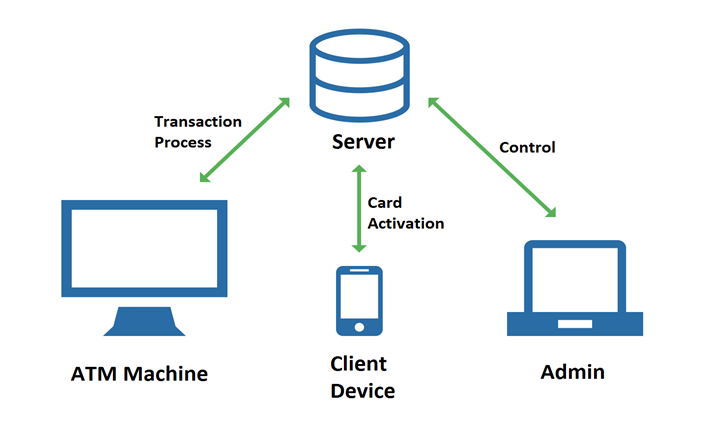 Server
Transaction
Process
Control
Card
Activation
ATM Machine
Client
Device
Admin